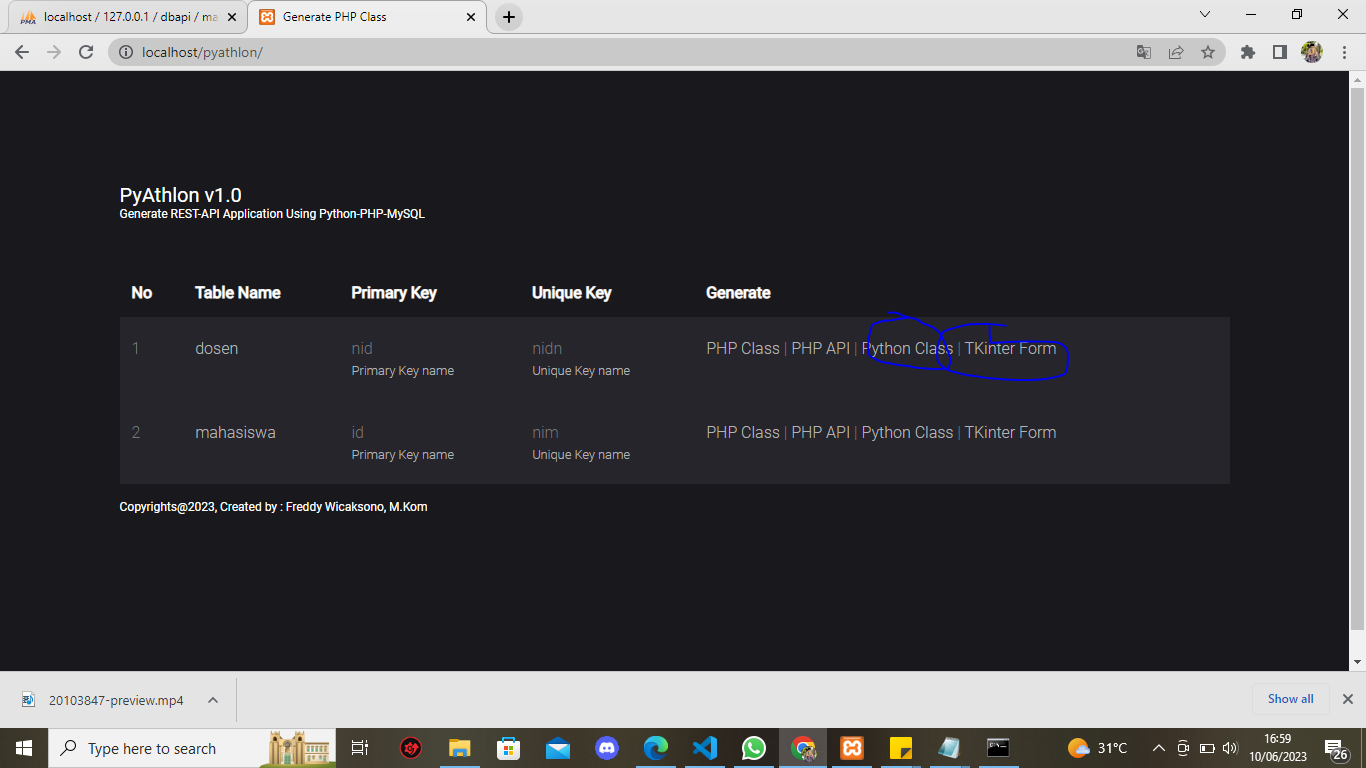 localhost / 127.0.0.1 / dbapi / ma
Generate PHP Class
localhost/pyathlon/
PyAthlon v1.0
Generate REST-API Application Using Python-PHP-MySQL
No Table Name Primary Key Unique Key Generate
1 dosen nid nidn PHP Class | PHP API | Python Class | TKinter Form
Primary Key name Unique Key name
2 mahasiswa id nim PHP Class | PHP API | Python Class | TKinter Form
Primary Key name Unique Key name
Copyrights@2023, Created by : Freddy Wicaksono, M.Kom
20103847-preview.mp4
Show all
Type here to search
31°C
16:59
10/06/2023
26